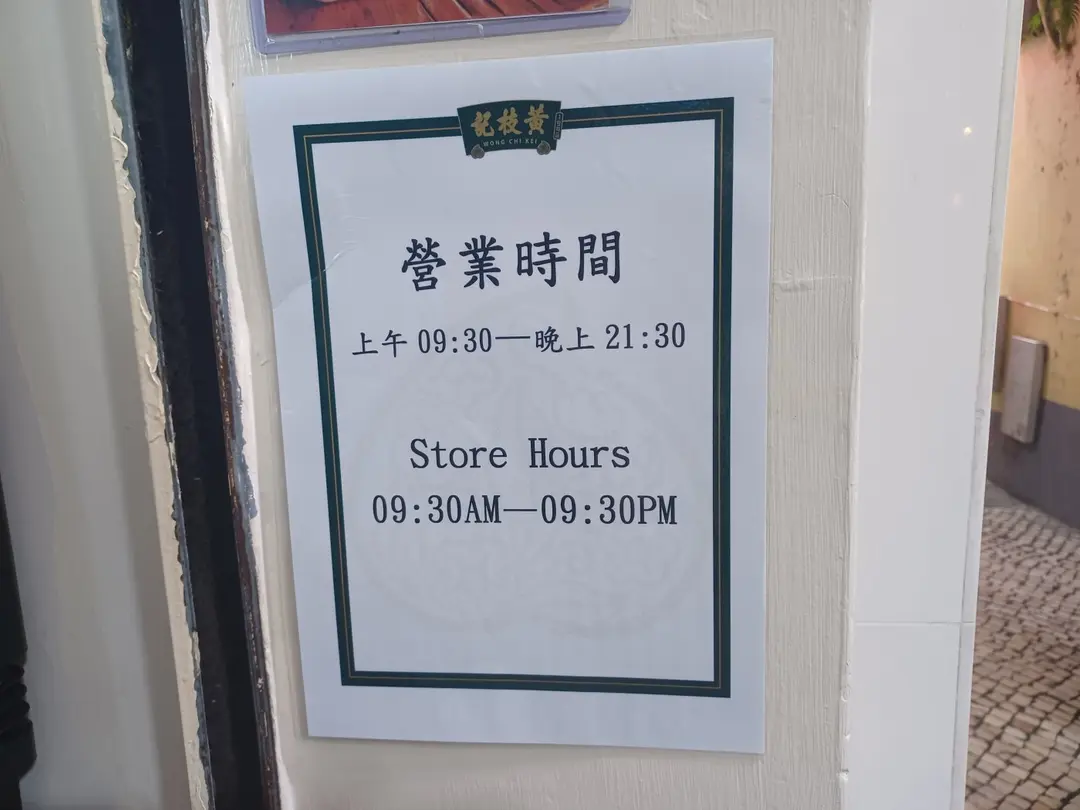 記枝黃
WONG CHI KEI
營業時間
上午 09:30—晚上 21:30
Store Hours
09:30AM—09:30PM